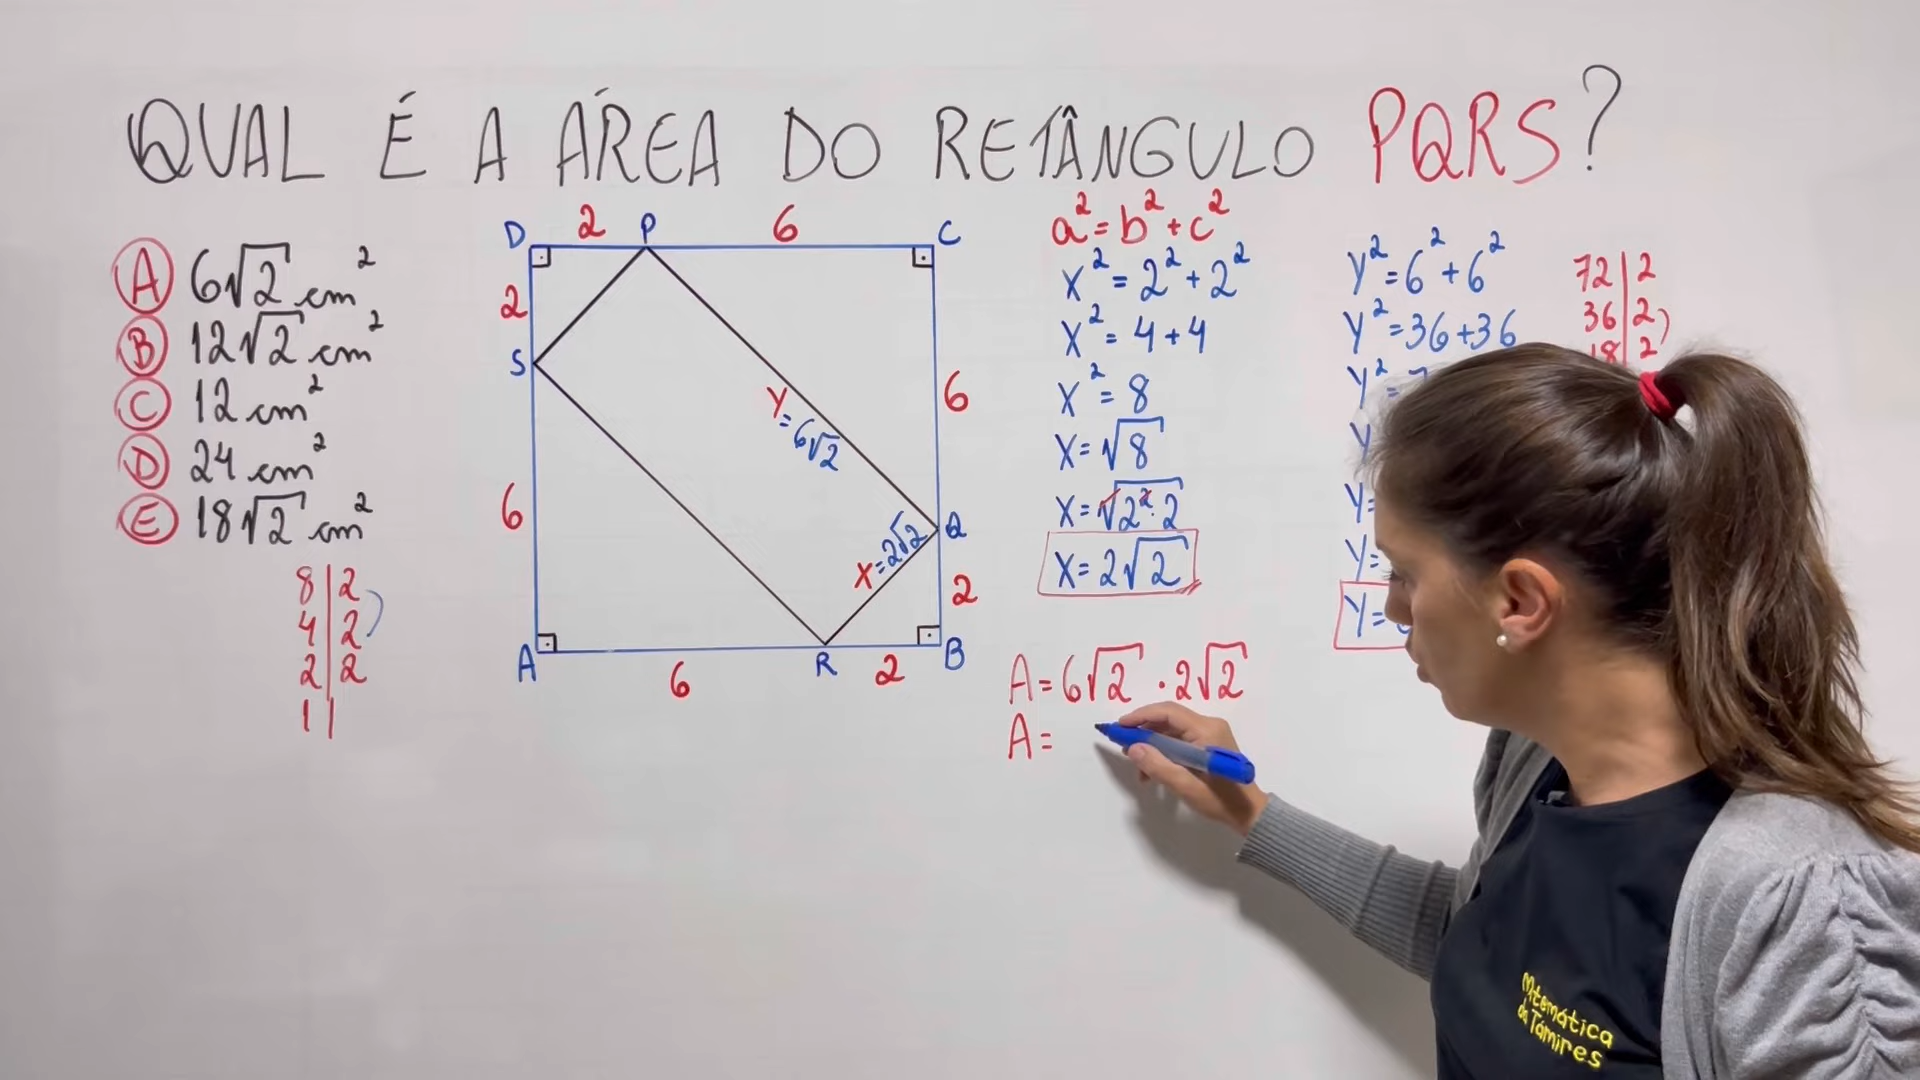 QUAL É A ÁREA DO RETÂNGULO PQRS?
A 6√2 cm²
B 12√2 cm²
C 12 cm²
D 24 cm²
E 18√2 cm²
8 | 2
4 | 2
2 | 2
1 |
D 2 P 6 C
2
S
6
6
Y = 6√2
X = 2√2
Q
2
A 6 R 2 B
a² = b² + c²
X² = 2² + 2²
X² = 4 + 4
X² = 8
X = √8
X = √2²·2
X = 2√2
Y² = 6² + 6²
Y² = 36 + 36
Y² =
Y
Y =
Y =
Y =
72 | 2
36 | 2
18 | 2
A = 6√2 · 2√2
A =
Matemática
da Tamires